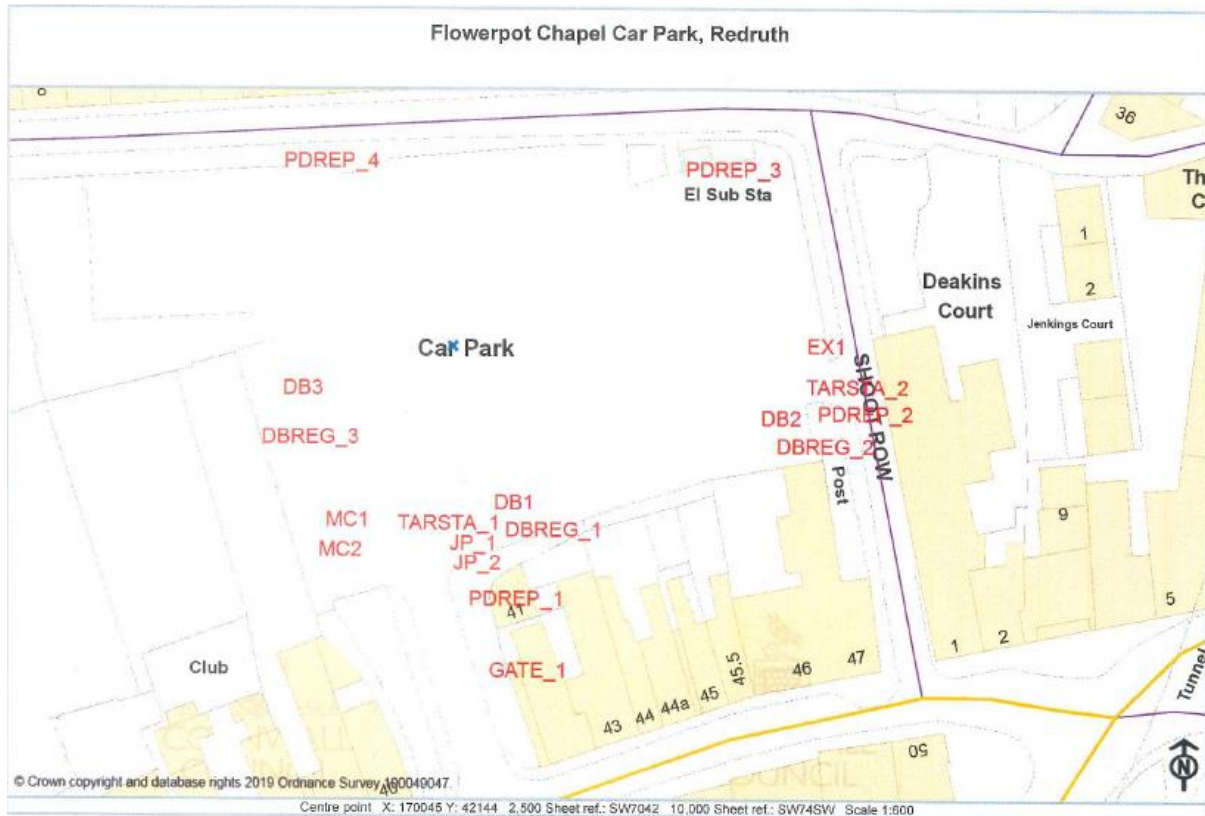 Flowerpot Chapel Car Park, Redruth
36
PDREP_4
PDREP_3
El Sub Sta
1
2
Deakins
Court
Jenkings Court
Car Park
EX1
SHOOT ROW
DB3
TARSTA_2
DB2
PDREP_2
DBREG_3
DBREG_2
Post
DB1
MC1
TARSTA_1
DBREG_1
9
JP_1
MC2
JP_2
PDREP_1
41
5
Club
GATE_1
1
2
43
44
44a
45
45.5
46
47
Tunnel
50
COUNCIL
© Crown copyright and database rights 2019 Ordnance Survey 100049047.
40
N
Centre point X: 170045 Y: 42144 2,500 Sheet ref.: SW7042 10,000 Sheet ref.: SW74SW Scale 1:600